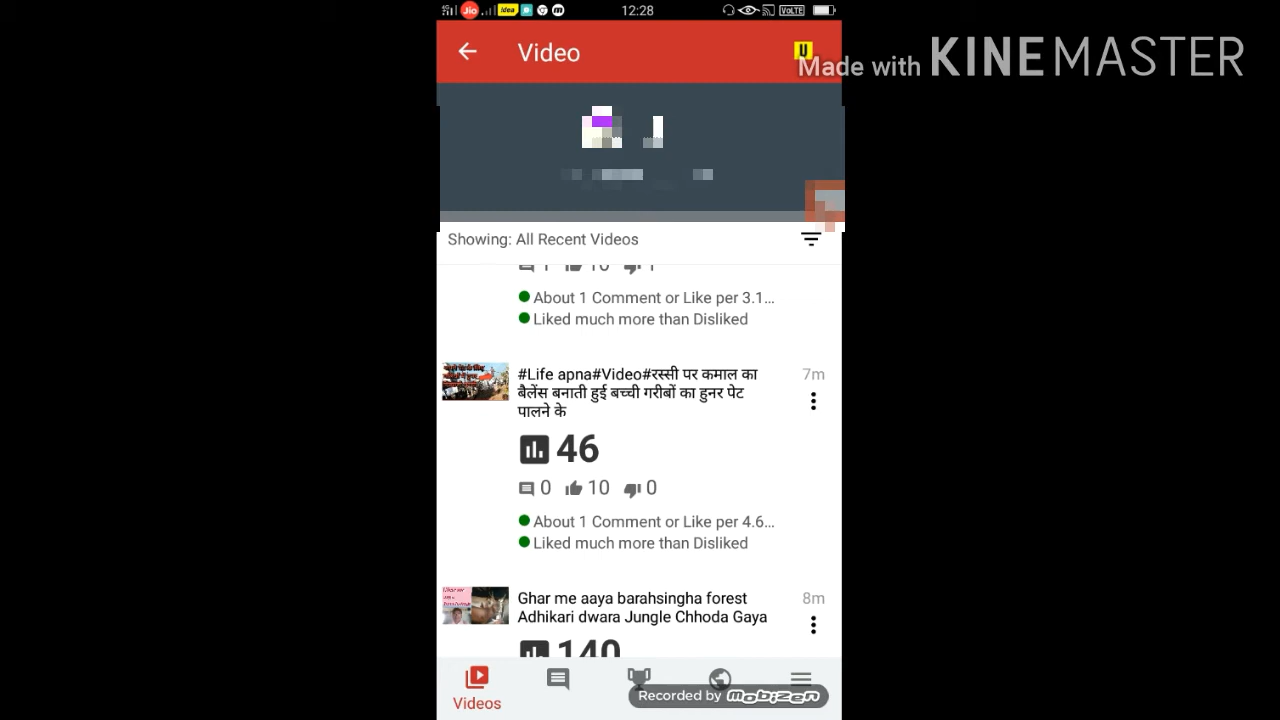 Jio
idea
12:28
VoLTE
Video
U
Made with KINEMASTER
Showing: All Recent Videos
1 10 1
About 1 Comment or Like per 3.1...
Liked much more than Disliked
#Life apna#Video#रस्सी पर कमाल का
7m
बैलेंस बनाती हुई बच्ची गरीबों का हुनर पेट
पालने के
46
0 10 0
About 1 Comment or Like per 4.6...
Liked much more than Disliked
Ghar me aaya barahsingha forest
8m
Adhikari dwara Jungle Chhoda Gaya
140
Recorded by mobizen
Videos